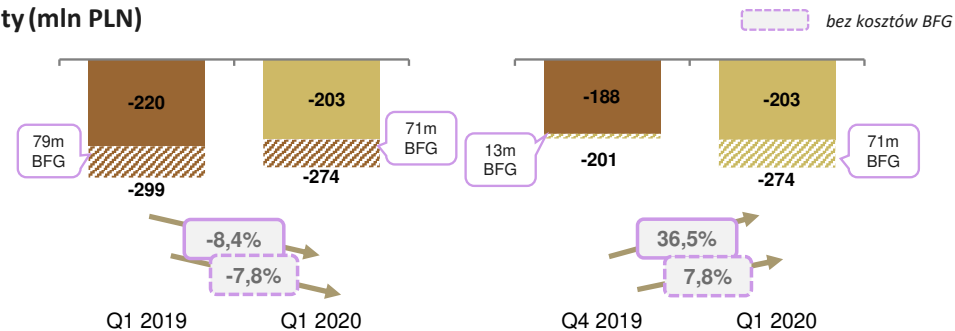 ty (mln PLN)
bez kosztów BFG
-220
-203
79m
BFG
71m
BFG
-299
-274
-188
-203
13m
BFG
71m
BFG
-201
-274
-8,4%
-7,8%
36,5%
7,8%
Q1 2019
Q1 2020
Q4 2019
Q1 2020